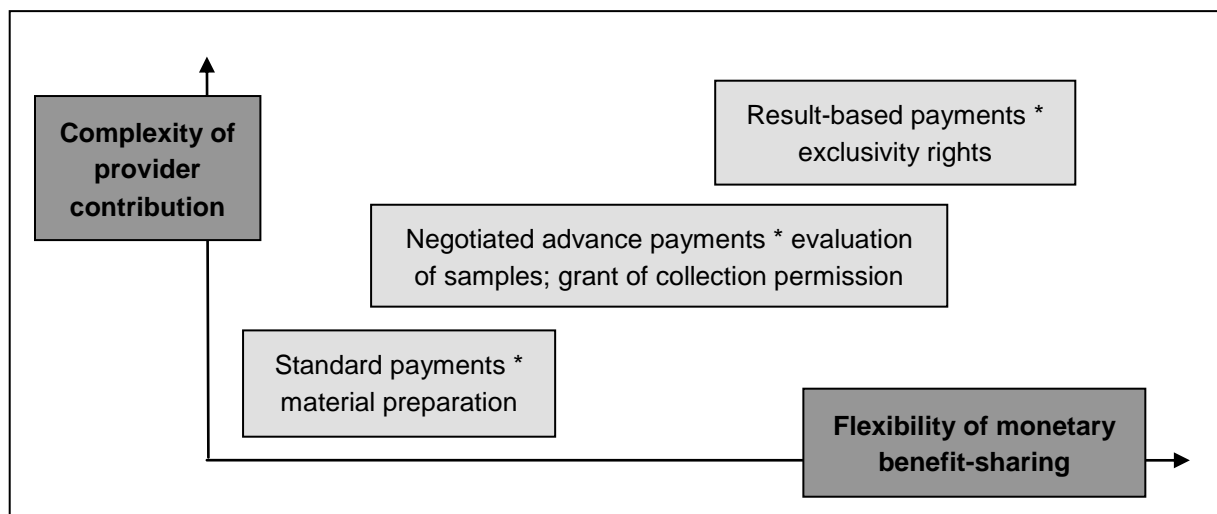 Complexity of
provider
contribution
Result-based payments *
exclusivity rights
Negotiated advance payments * evaluation
of samples; grant of collection permission
Standard payments *
material preparation
Flexibility of monetary
benefit-sharing